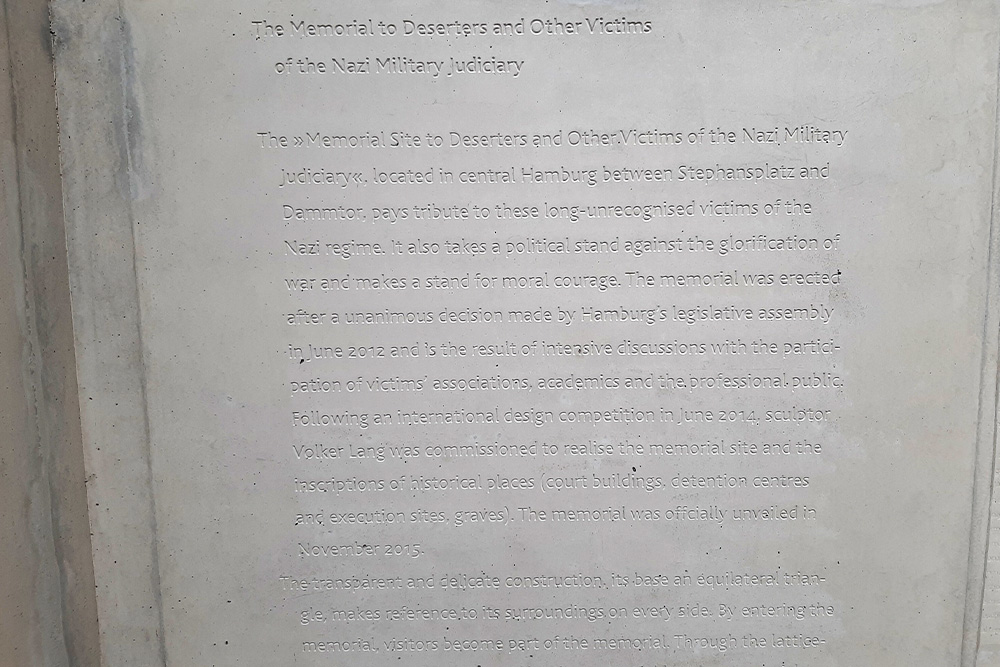 The Memorial to Deserters and Other Victims
of the Nazi Military Judiciary
The »Memorial Site to Deserters and Other Victims of the Nazi Military
Judiciary«, located in central Hamburg between Stephansplatz and
Dammtor, pays tribute to these long-unrecognised victims of the
Nazi regime. It also takes a political stand against the glorification of
war and makes a stand for moral courage. The memorial was erected
after a unanimous decision made by Hamburg's legislative assembly
in June 2012 and is the result of intensive discussions with the partici-
pation of victims' associations, academics and the professional public.
Following an international design competition in June 2014, sculptor
Volker Lang was commissioned to realise the memorial site and the
inscriptions of historical places (court buildings, detention centres
and execution sites, graves). The memorial was officially unvailed in
November 2015.
The transparent and delicate construction, its base an equilateral trian-
gle, makes reference to its surroundings on every side. By entering the
memorial, visitors become part of the memorial. Through the lattice-